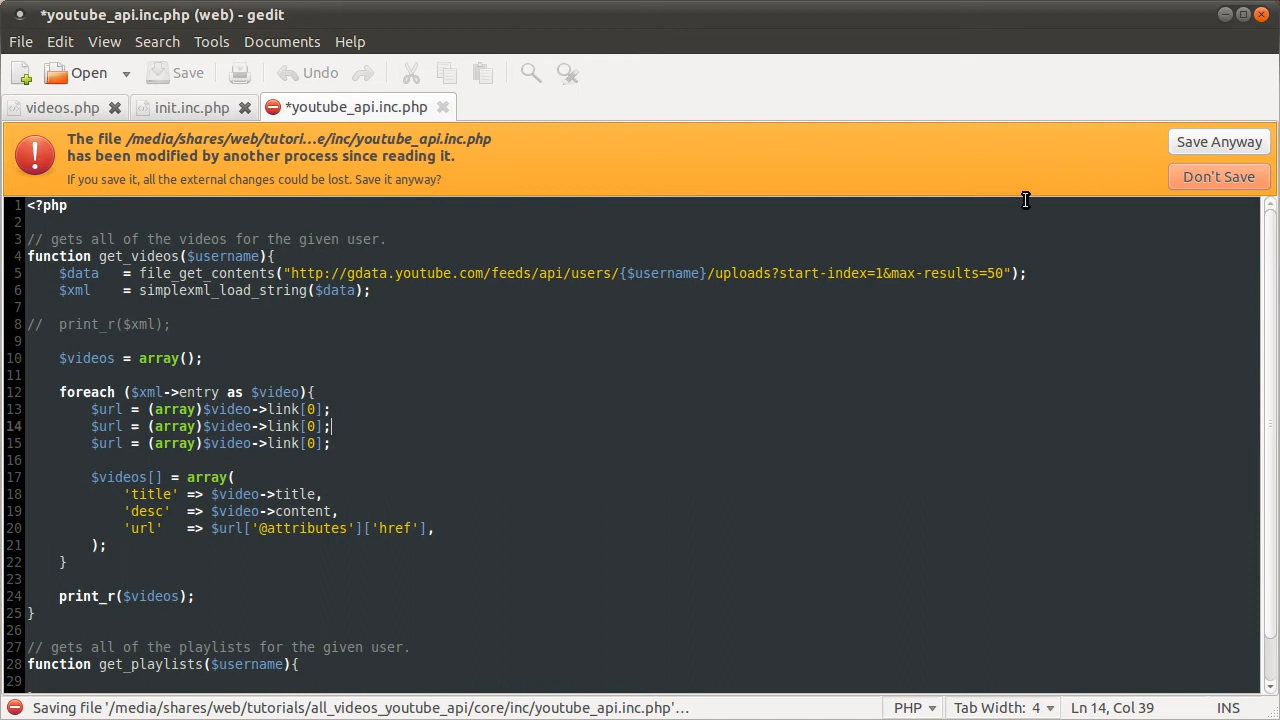 *youtube_api.inc.php (web) - gedit
File Edit View Search Tools Documents Help
Open Save Undo
videos.php init.inc.php *youtube_api.inc.php
The file /media/shares/web/tutori...e/inc/youtube_api.inc.php
has been modified by another process since reading it.
If you save it, all the external changes could be lost. Save it anyway?
Save Anyway
Don't Save
1 <?php
2
3 // gets all of the videos for the given user.
4 function get_videos($username){
5 $data = file_get_contents("http://gdata.youtube.com/feeds/api/users/{$username}/uploads?start-index=1&max-results=50");
6 $xml = simplexml_load_string($data);
7
8 // print_r($xml);
9
10 $videos = array();
11
12 foreach ($xml->entry as $video){
13 $url = (array)$video->link[0];
14 $url = (array)$video->link[0];
15 $url = (array)$video->link[0];
16
17 $videos[] = array(
18 'title' => $video->title,
19 'desc' => $video->content,
20 'url' => $url['@attributes']['href'],
21 );
22 }
23
24 print_r($videos);
25 }
26
27 // gets all of the playlists for the given user.
28 function get_playlists($username){
29
Saving file '/media/shares/web/tutorials/all_videos_youtube_api/core/inc/youtube_api.inc.php'... PHP Tab Width: 4 Ln 14, Col 39 INS